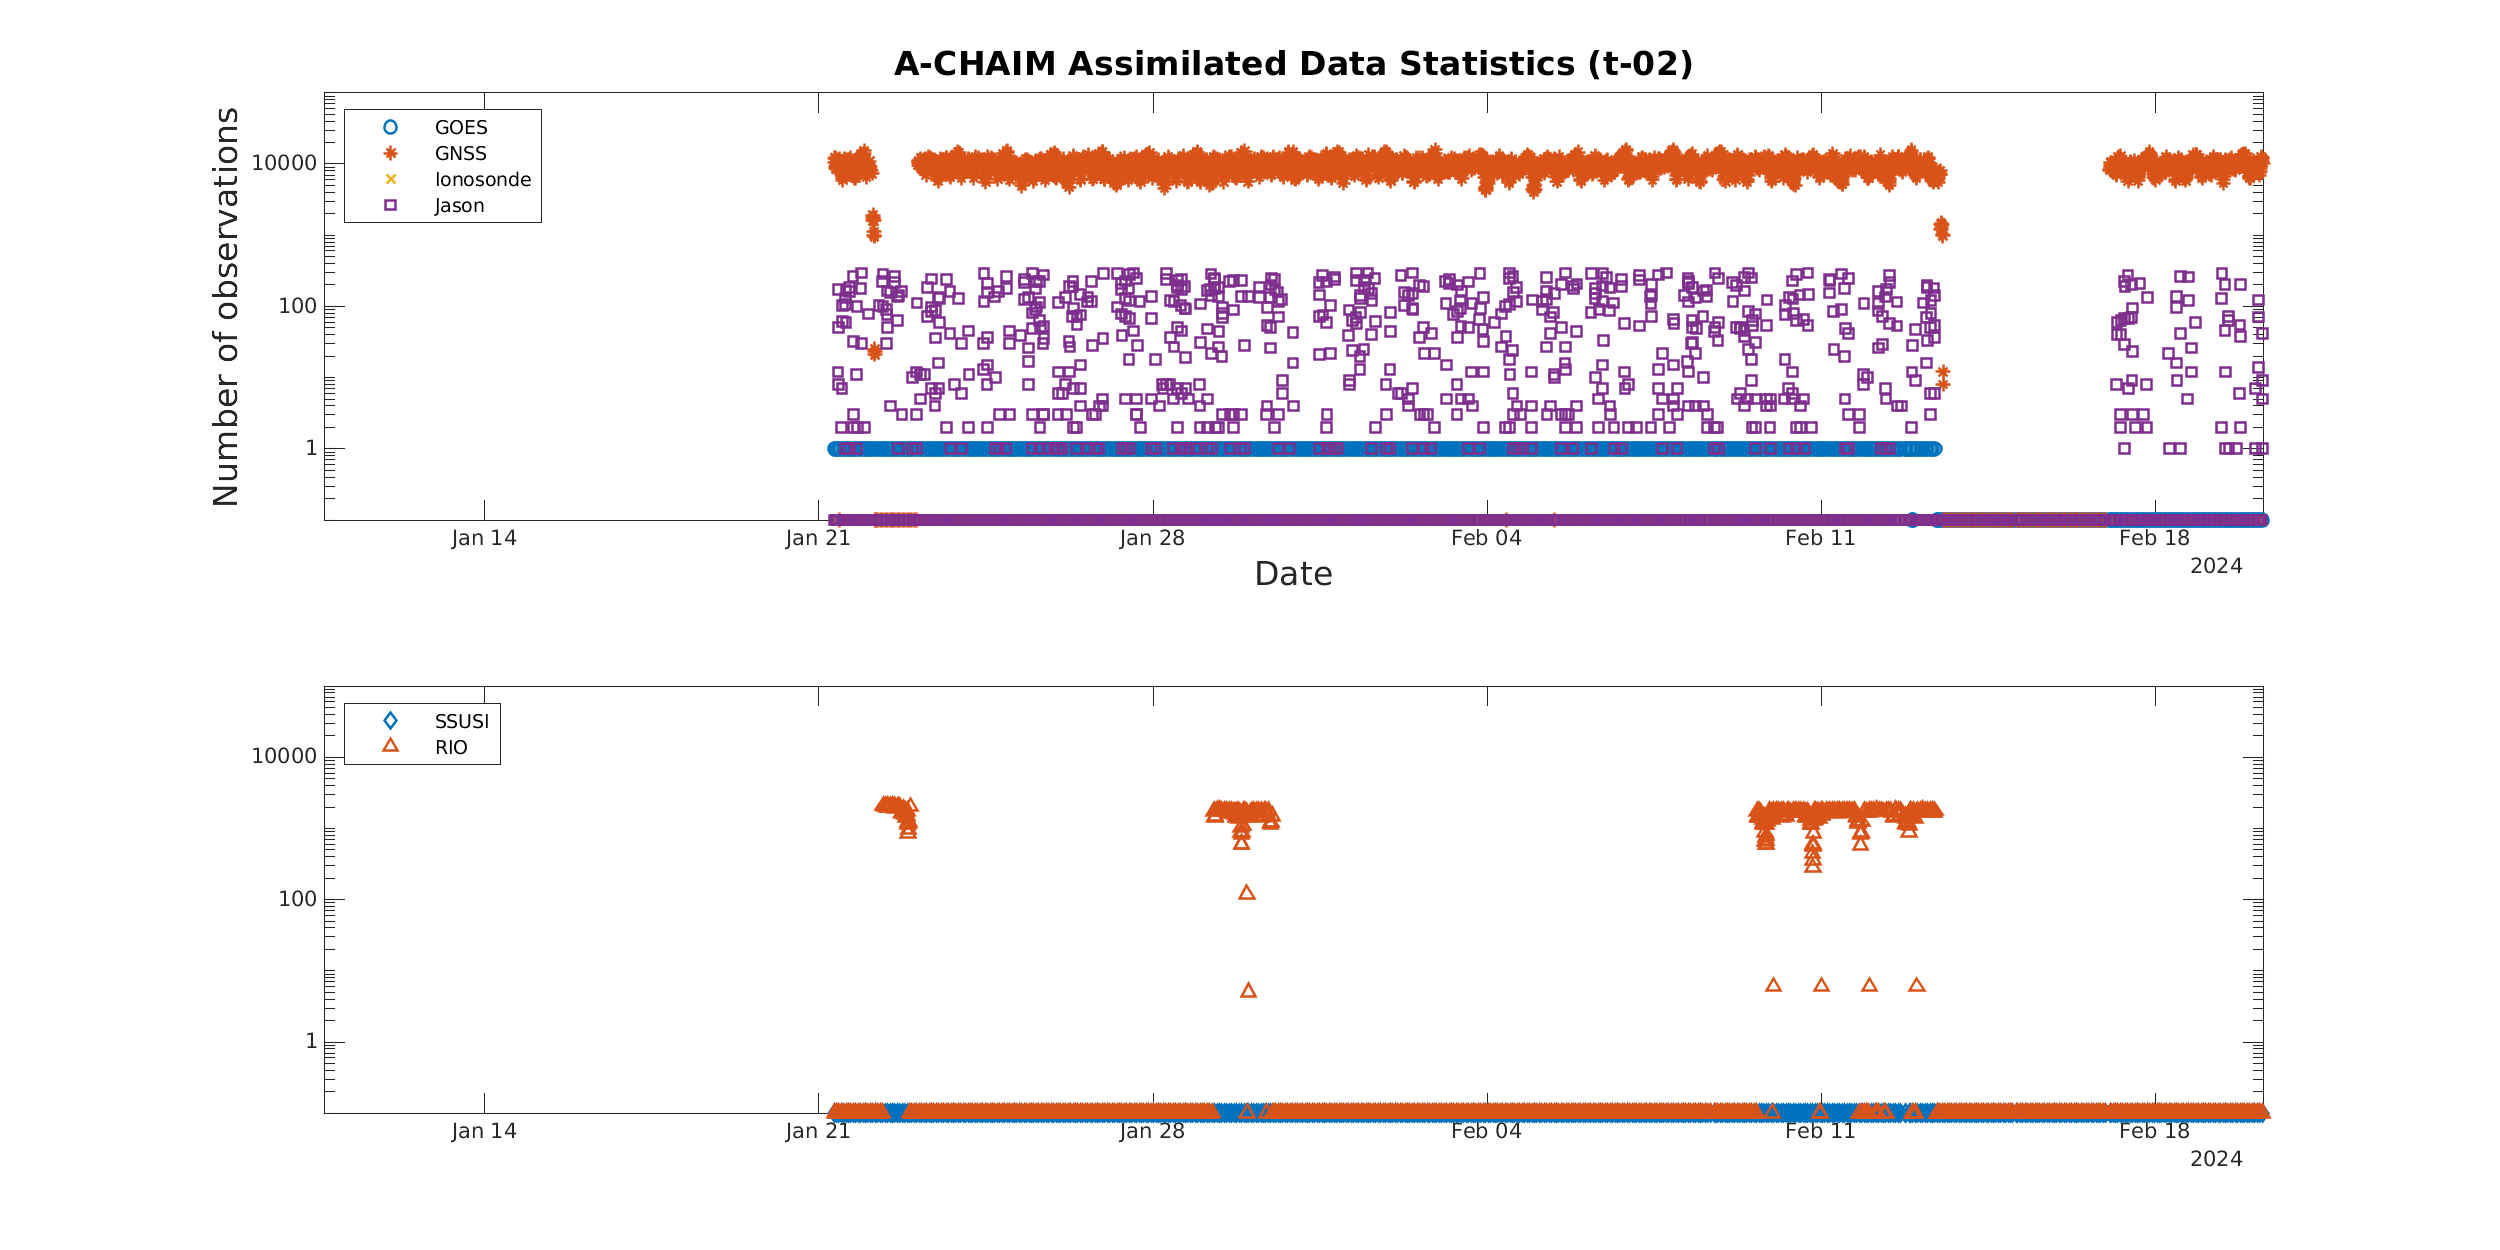 A-CHAIM Assimilated Data Statistics (t-02)
Number of observations
10000
100
1
GOES
GNSS
Ionosonde
Jason
Jan 14
Jan 21
Jan 28
Feb 04
Feb 11
Feb 18
2024
Date
10000
100
1
SSUSI
RIO
Jan 14
Jan 21
Jan 28
Feb 04
Feb 11
Feb 18
2024